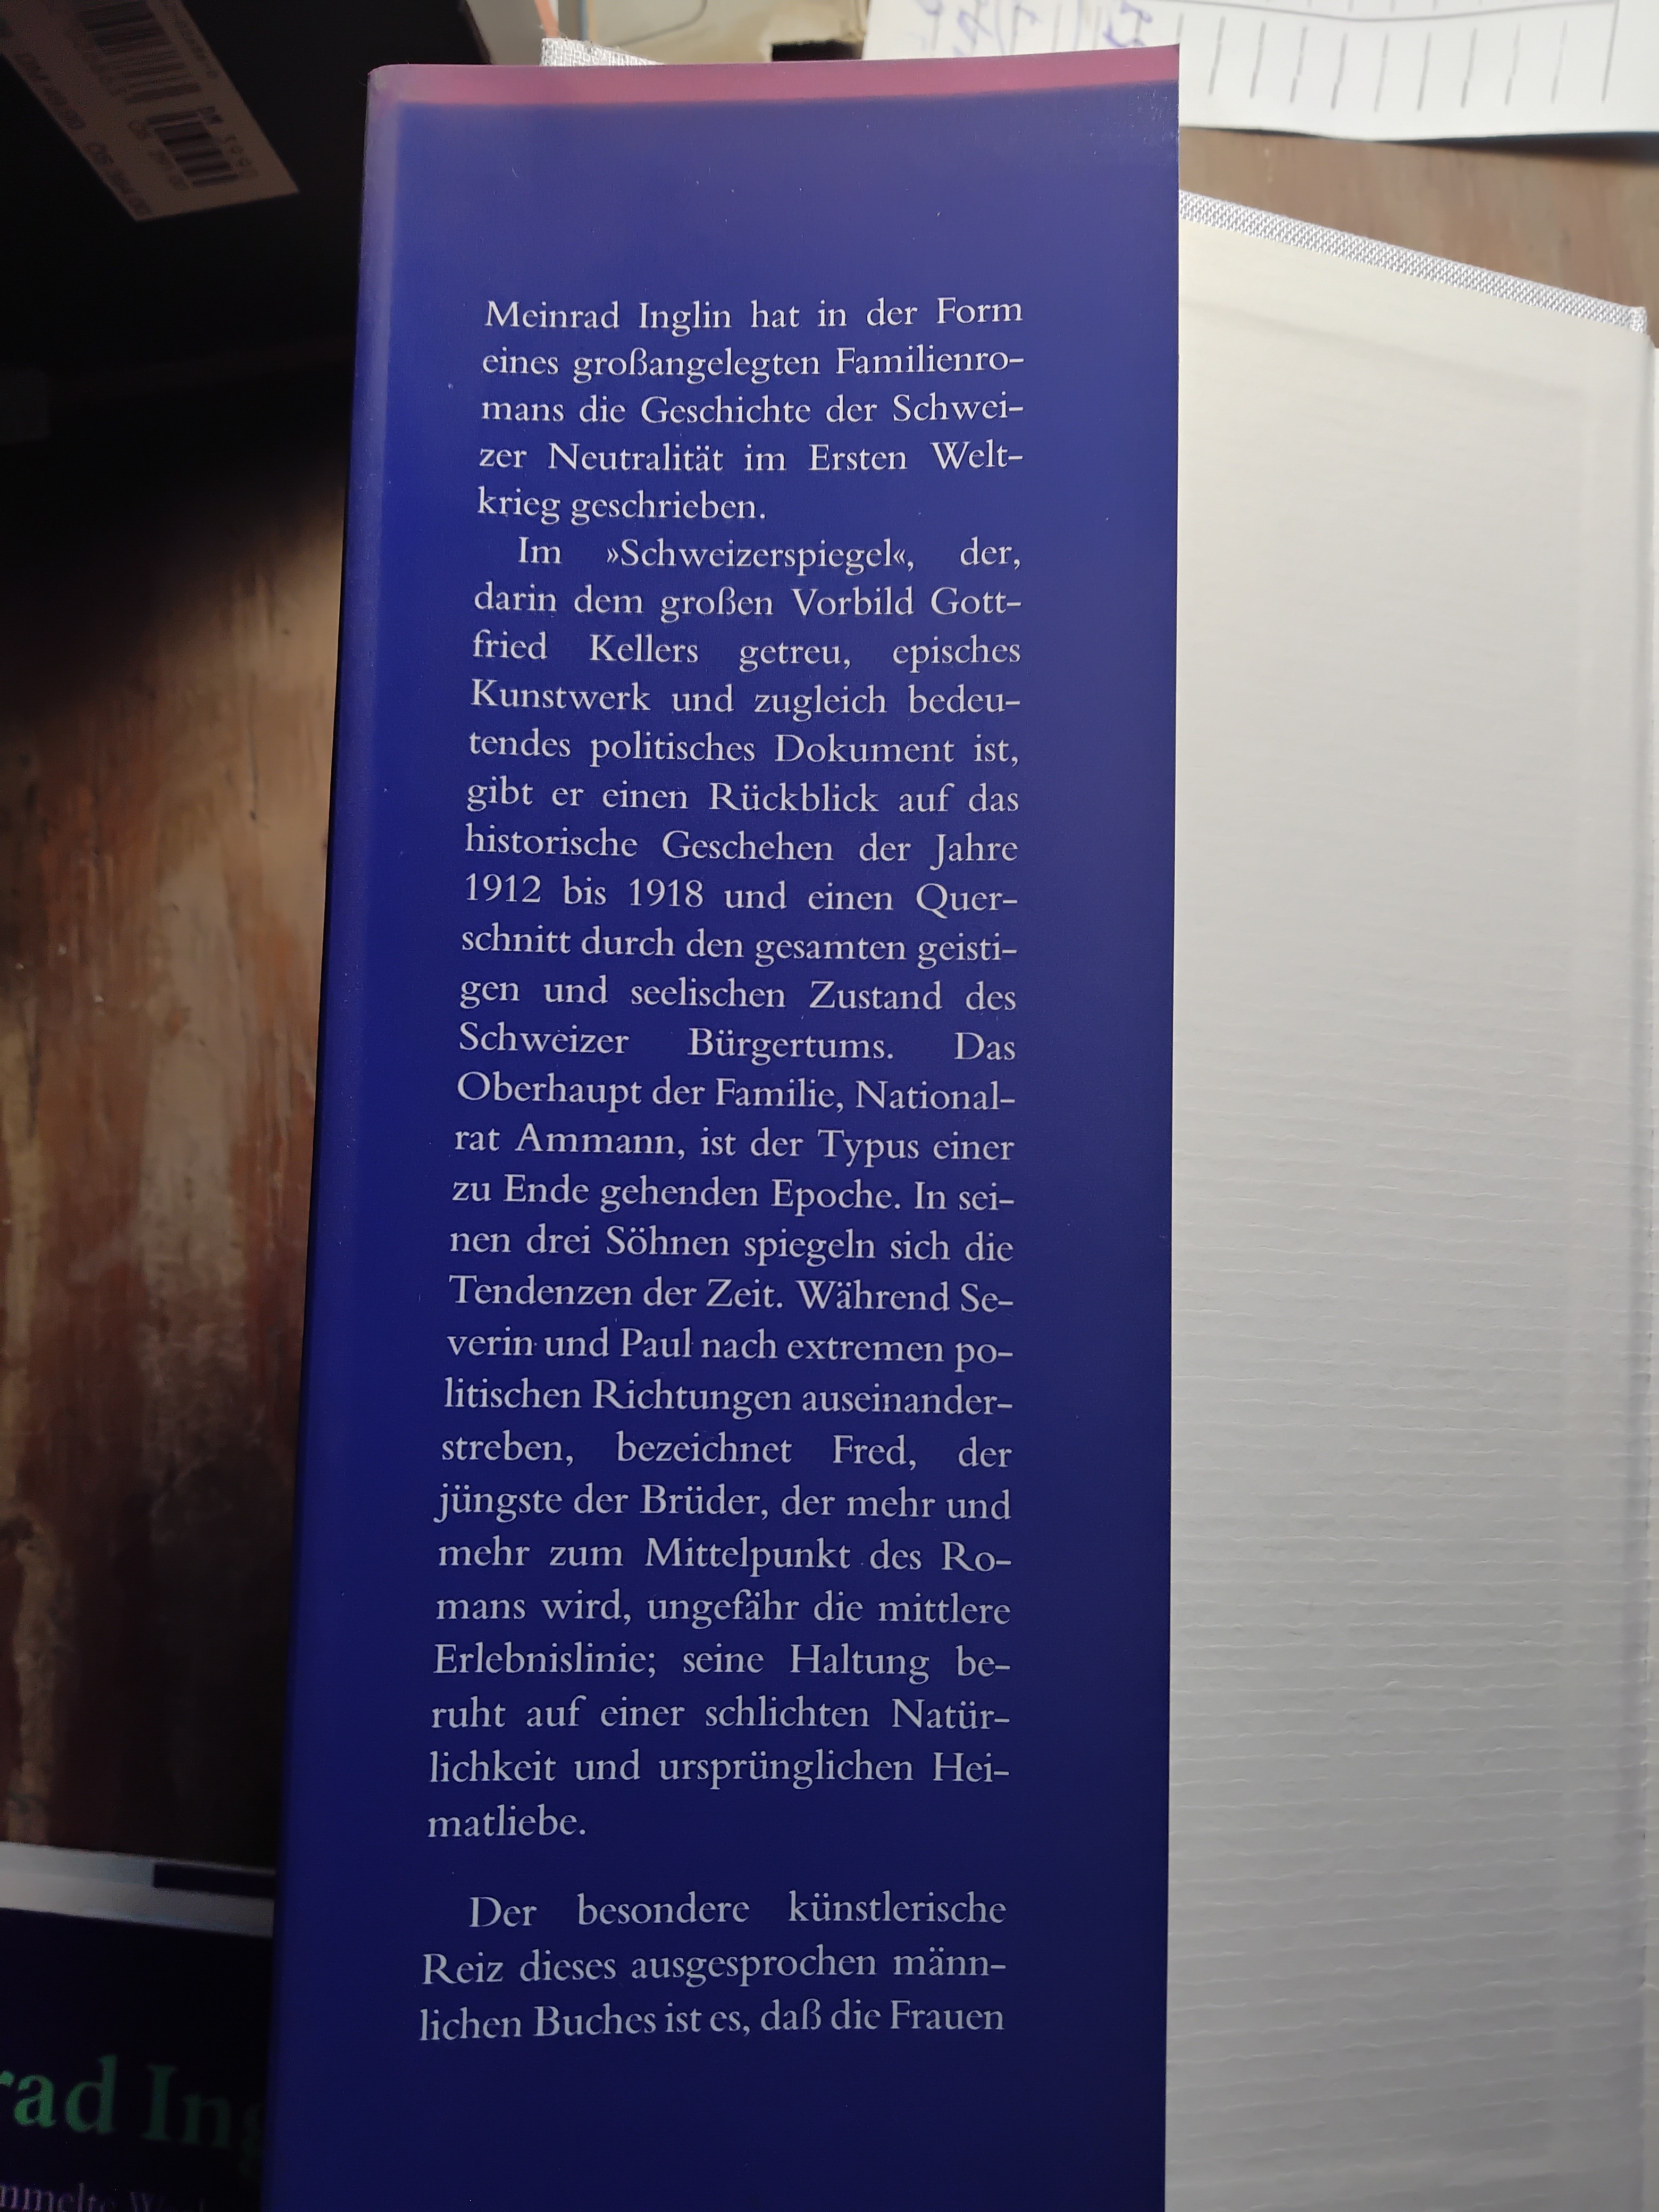 Meinrad Inglin hat in der Form
eines großangelegten Familienro-
mans die Geschichte der Schwei-
zer Neutralität im Ersten Welt-
krieg geschrieben.
Im »Schweizerspiegel«, der,
darin dem großen Vorbild Gott-
fried Kellers getreu, episches
Kunstwerk und zugleich bedeu-
tendes politisches Dokument ist,
gibt er einen Rückblick auf das
historische Geschehen der Jahre
1912 bis 1918 und einen Quer-
schnitt durch den gesamten geisti-
gen und seelischen Zustand des
Schweizer Bürgertums. Das
Oberhaupt der Familie, National-
rat Ammann, ist der Typus einer
zu Ende gehenden Epoche. In sei-
nen drei Söhnen spiegeln sich die
Tendenzen der Zeit. Während Se-
verin und Paul nach extremen po-
litischen Richtungen auseinander-
streben, bezeichnet Fred, der
jüngste der Brüder, der mehr und
mehr zum Mittelpunkt des Ro-
mans wird, ungefähr die mittlere
Erlebnislinie; seine Haltung be-
ruht auf einer schlichten Natür-
lichkeit und ursprünglichen Hei-
matliebe.
Der besondere künstlerische
Reiz dieses ausgesprochen männ-
lichen Buches ist es, daß die Frauen
rad Ing